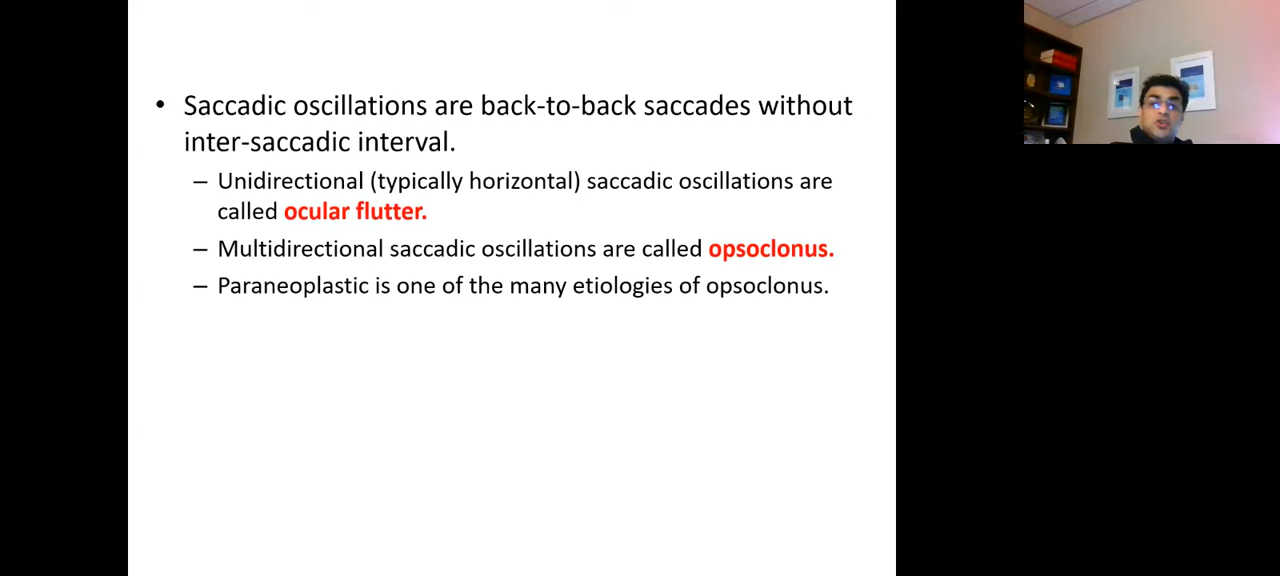 • Saccadic oscillations are back-to-back saccades without
inter-saccadic interval.
– Unidirectional (typically horizontal) saccadic oscillations are
called ocular flutter.
– Multidirectional saccadic oscillations are called opsoclonus.
– Paraneoplastic is one of the many etiologies of opsoclonus.